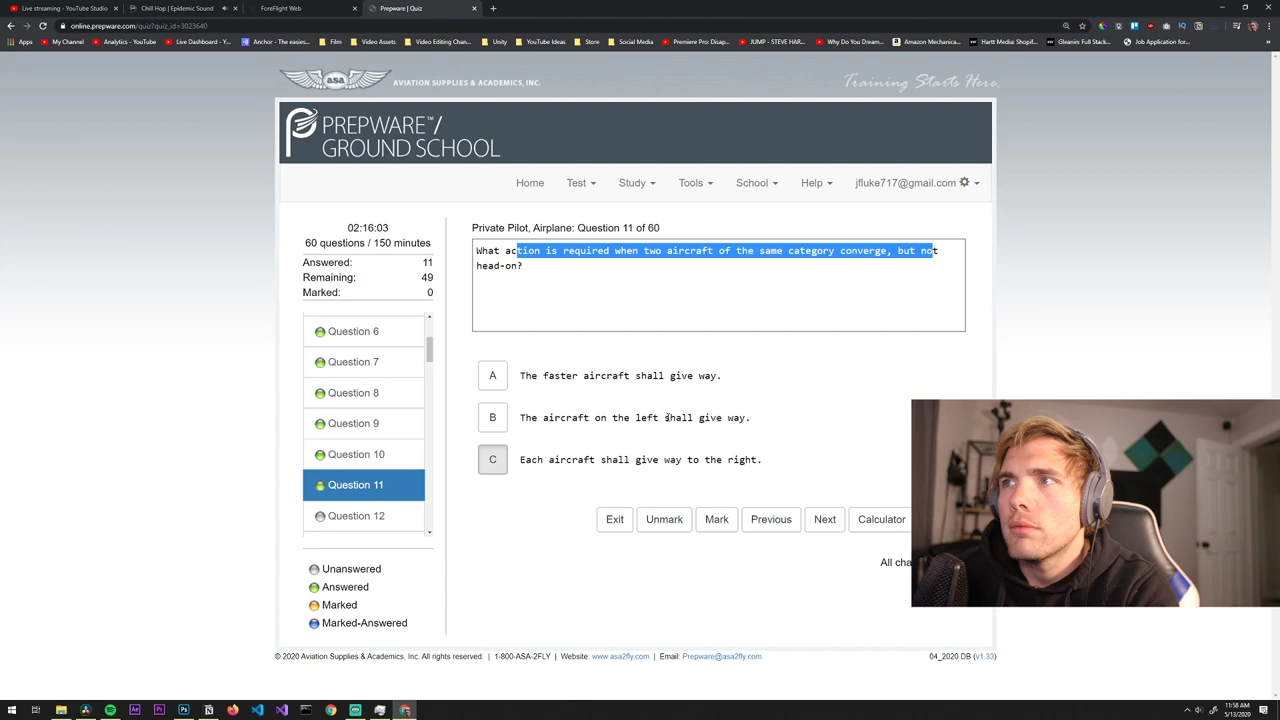 Live streaming - YouTube Studio
Chill Hop | Epidemic Sound
ForeFlight Web
Prepware | Quiz
online.prepware.com/quiz?quiz_id=3023640
Apps
My Channel
Analytics - YouTube
Live Dashboard - Y...
Anchor - The easies...
Film
Video Assets
Video Editing Chan...
Unity
YouTube Ideas
Store
Social Media
Premiere Pro: Disap...
JUMP - STEVE HAR...
Why Do You Dream...
Amazon Mechanica...
Hartt Media: Shopif...
Gleanin: Full Stack...
Job Application for...
asa
AVIATION SUPPLIES & ACADEMICS, INC.
Training Starts Here.
PREPWARE™/
GROUND SCHOOL
Home
Test
Study
Tools
School
Help
jfluke717@gmail.com
02:16:03
60 questions / 150 minutes
Answered: 11
Remaining: 49
Marked: 0
Question 6
Question 7
Question 8
Question 9
Question 10
Question 11
Question 12
Unanswered
Answered
Marked
Marked-Answered
Private Pilot, Airplane: Question 11 of 60
What action is required when two aircraft of the same category converge, but not
head-on?
A The faster aircraft shall give way.
B The aircraft on the left shall give way.
C Each aircraft shall give way to the right.
Exit
Unmark
Mark
Previous
Next
Calculator
All cha
© 2020 Aviation Supplies & Academics, Inc. All rights reserved. | 1-800-ASA-2FLY | Website: www.asa2fly.com | Email: Prepware@asa2fly.com
04_2020 DB (v1.33)
11:58 AM
5/13/2020